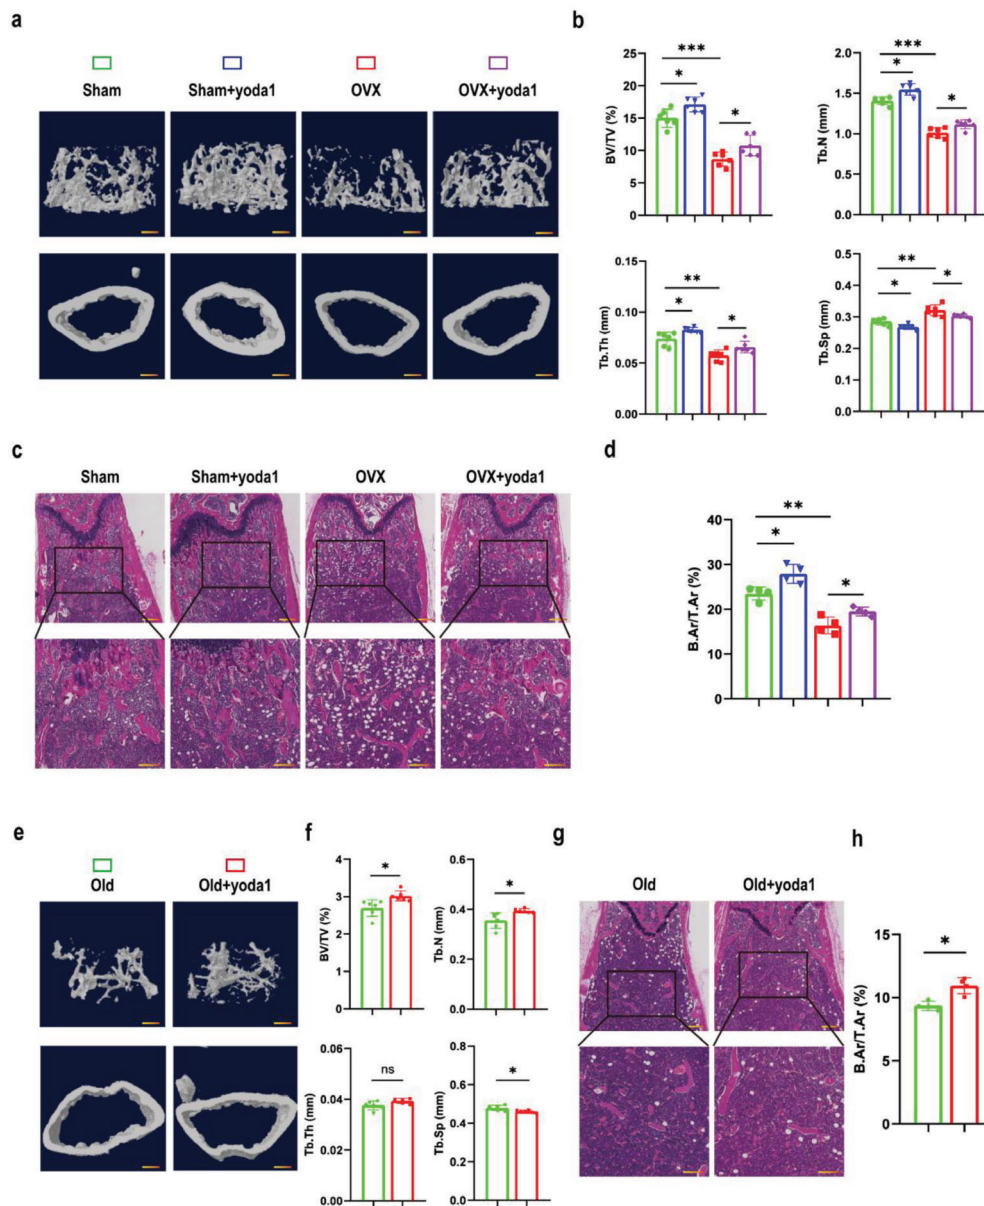 a
Sham
Sham+yoda1
OVX
OVX+yoda1
b
BV/TV (%)
25
20
15
10
5
0
***
*
*
Tb.N (mm)
2.0
1.5
1.0
0.5
0.0
***
*
*
Tb.Th (mm)
0.15
0.10
0.05
0.00
**
*
*
Tb.Sp (mm)
0.5
0.4
0.3
0.2
0.1
0.0
**
*
*
c
Sham
Sham+yoda1
OVX
OVX+yoda1
d
B.Ar/T.Ar (%)
40
30
20
10
0
**
*
*
e
Old
Old+yoda1
f
BV/TV (%)
4
3
2
1
0
*
Tb.N (mm)
0.6
0.4
0.2
0.0
*
Tb.Th (mm)
0.06
0.04
0.02
0.00
ns
Tb.Sp (mm)
0.8
0.6
0.4
0.2
0.0
*
g
Old
Old+yoda1
h
B.Ar/T.Ar (%)
15
10
5
0
*